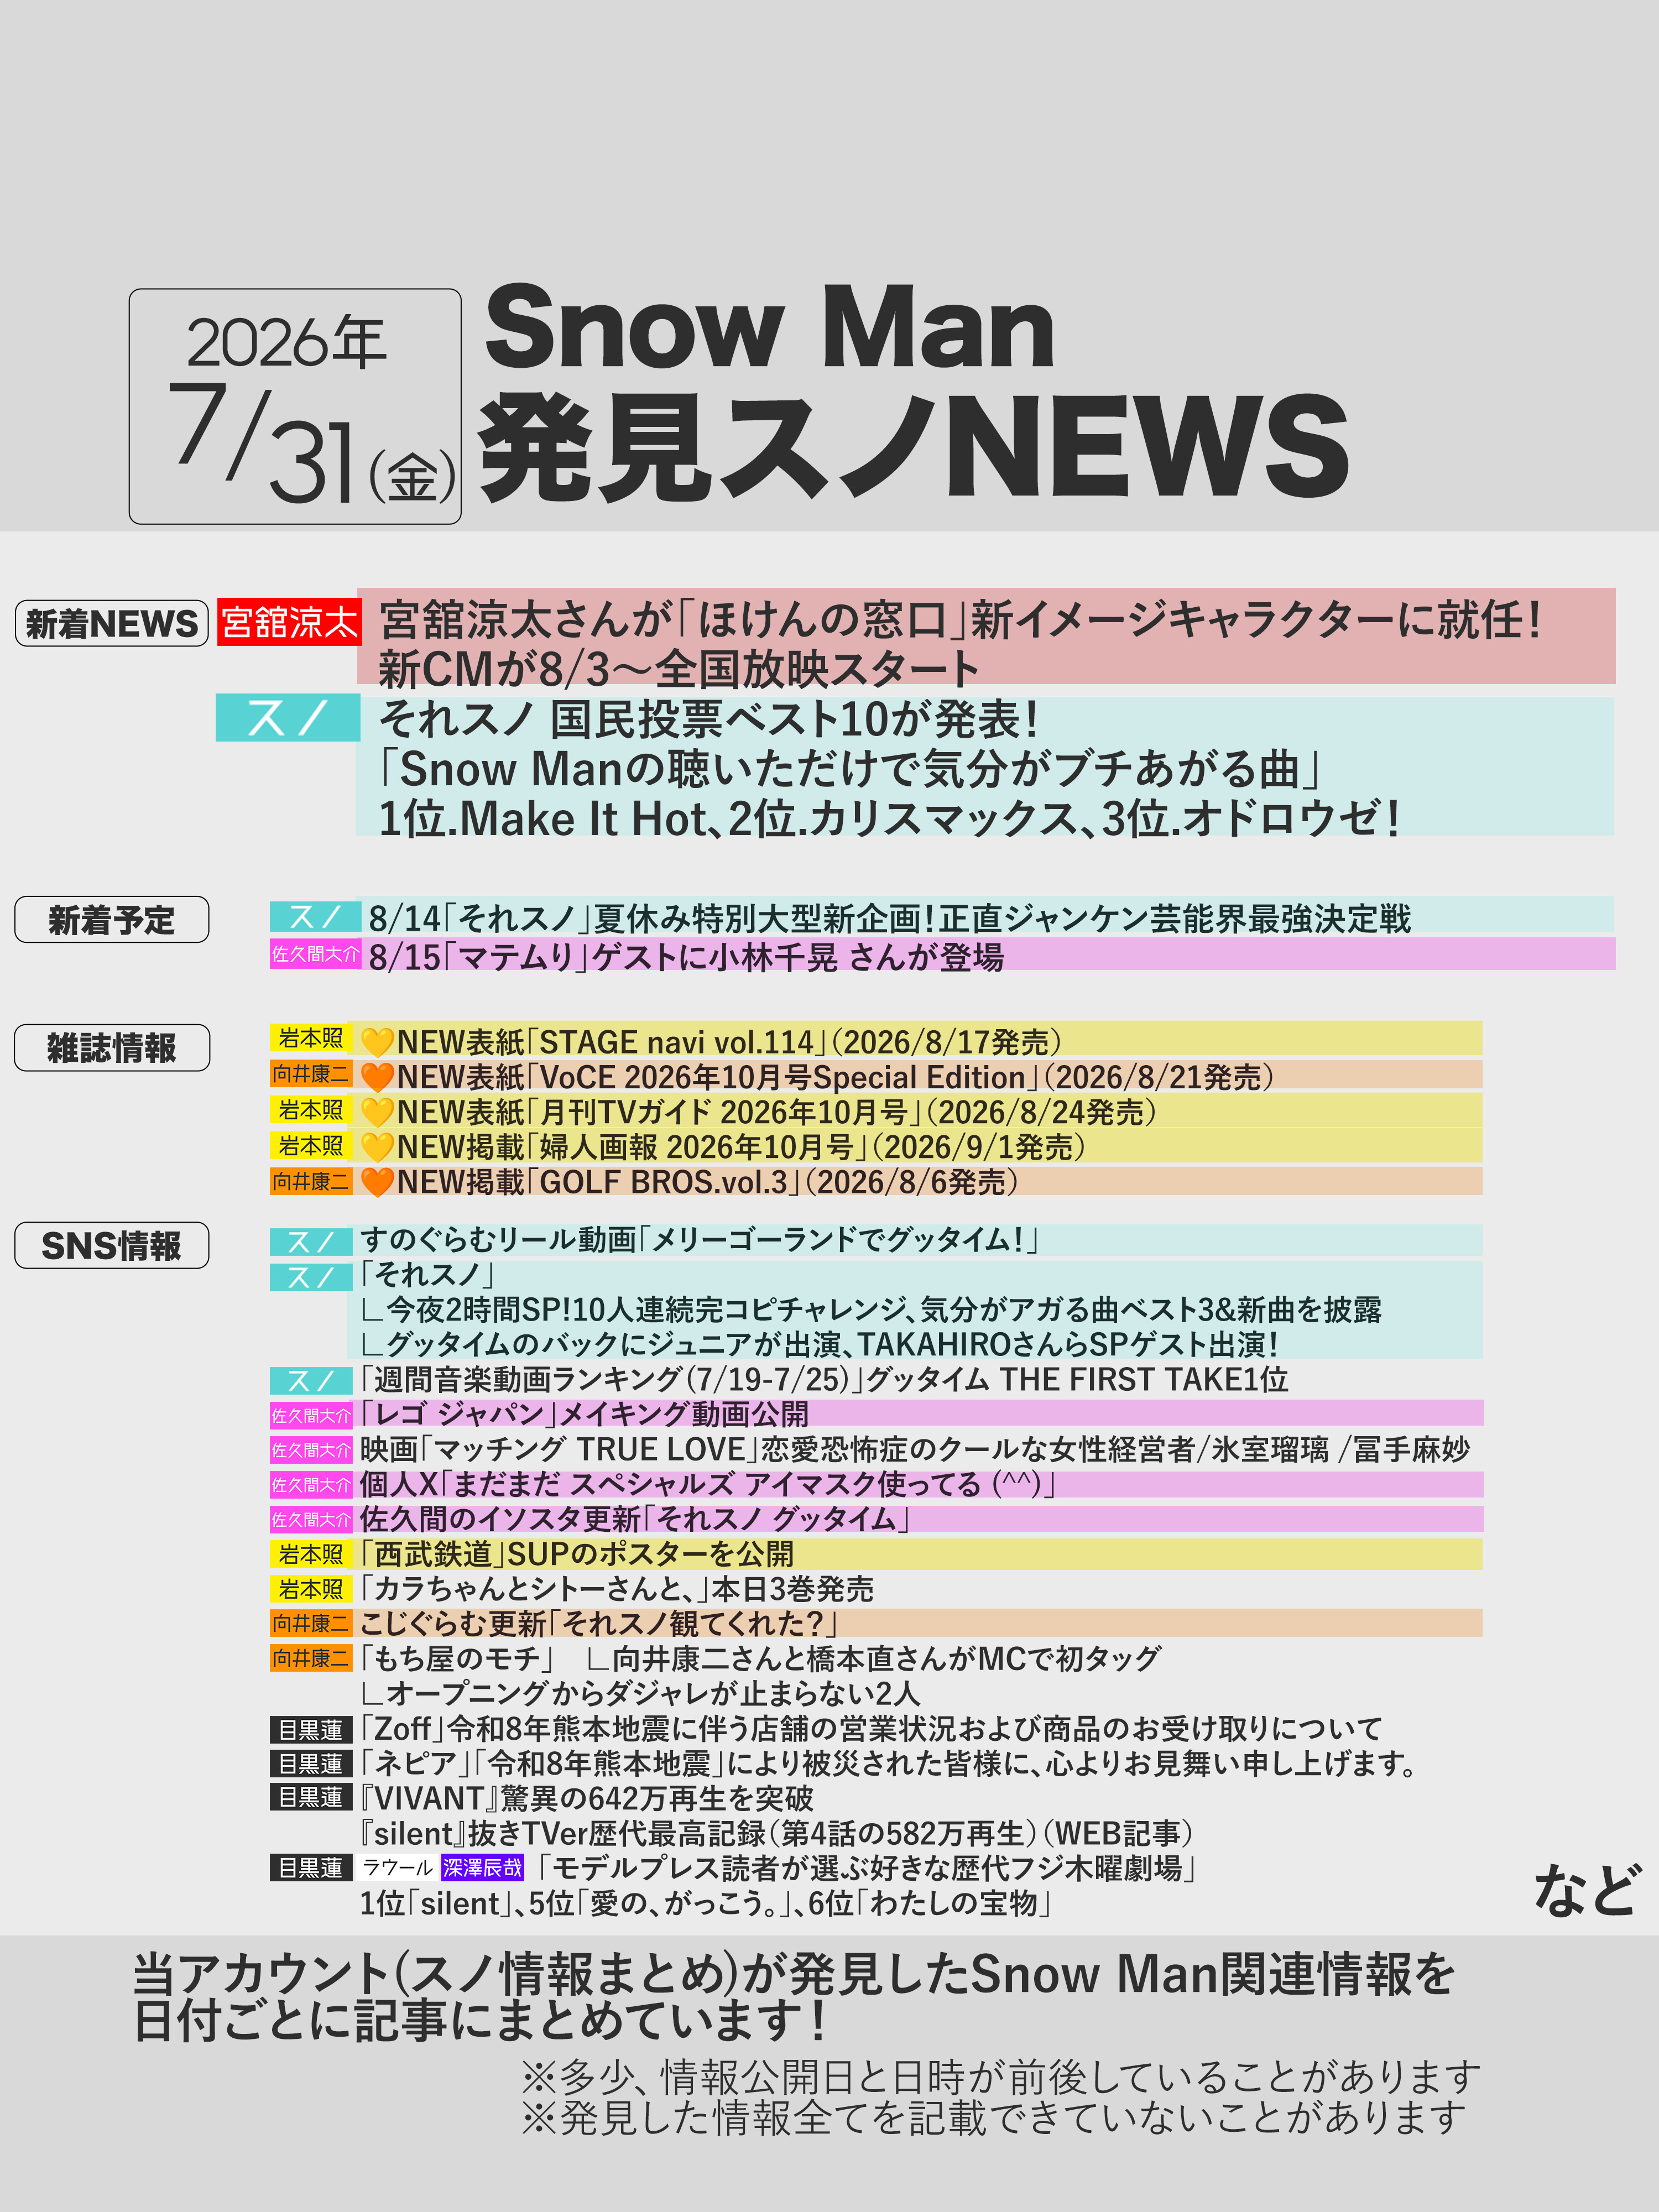 2026年
7/31(金)
Snow Man
発見スノNEWS
新着NEWS
宮舘涼太 宮舘涼太さんが「ほけんの窓口」新イメージキャラクターに就任！
新CMが8/3〜全国放映スタート
スノ それスノ 国民投票ベスト10が発表！
「Snow Manの聴いただけで気分がブチあがる曲」
1位.Make It Hot、2位.カリスマックス、3位.オドロウゼ！
新着予定
スノ 8/14「それスノ」夏休み特別大型新企画！正直ジャンケン芸能界最強決定戦
佐久間大介 8/15「マテムり」ゲストに小林千晃 さんが登場
雑誌情報
岩本照 💛NEW表紙「STAGE navi vol.114」（2026/8/17発売）
向井康二 🧡NEW表紙「VoCE 2026年10月号Special Edition」（2026/8/21発売）
岩本照 💛NEW表紙「月刊TVガイド 2026年10月号」（2026/8/24発売）
岩本照 💛NEW掲載「婦人画報 2026年10月号」（2026/9/1発売）
向井康二 🧡NEW掲載「GOLF BROS.vol.3」（2026/8/6発売）
SNS情報
スノ すのぐらむリール動画「メリーゴーランドでグッタイム！」
スノ 「それスノ」
∟今夜2時間SP!10人連続完コピチャレンジ、気分がアガる曲ベスト3&新曲を披露
∟グッタイムのバックにジュニアが出演、TAKAHIROさんらSPゲスト出演！
スノ 「週間音楽動画ランキング(7/19-7/25)」グッタイム THE FIRST TAKE1位
佐久間大介 「レゴ ジャパン」メイキング動画公開
佐久間大介 映画「マッチング TRUE LOVE」恋愛恐怖症のクールな女性経営者/氷室瑠璃 /冨手麻妙
佐久間大介 個人X「まだまだ スペシャルズ アイマスク使ってる (^^)」
佐久間大介 佐久間のイソスタ更新「それスノ グッタイム」
岩本照 「西武鉄道」SUPのポスターを公開
岩本照 「カラちゃんとシトーさんと、」本日3巻発売
向井康二 こじぐらむ更新「それスノ観てくれた？」
向井康二 「もち屋のモチ」 ∟向井康二さんと橋本直さんがMCで初タッグ
∟オープニングからダジャレが止まらない2人
目黒蓮 「Zoff」令和8年熊本地震に伴う店舗の営業状況および商品のお受け取りについて
目黒蓮 「ネピア」「令和8年熊本地震」により被災された皆様に、心よりお見舞い申し上げます。
目黒蓮 『VIVANT』驚異の642万再生を突破
『silent』抜きTVer歴代最高記録（第4話の582万再生）（WEB記事）
目黒蓮 ラウール 深澤辰哉 「モデルプレス読者が選ぶ好きな歴代フジ木曜劇場」
1位「silent」、5位「愛の、がっこう。」、6位「わたしの宝物」
など
当アカウント(スノ情報まとめ)が発見したSnow Man関連情報を
日付ごとに記事にまとめています！
※多少、情報公開日と日時が前後していることがあります
※発見した情報全てを記載できていないことがあります